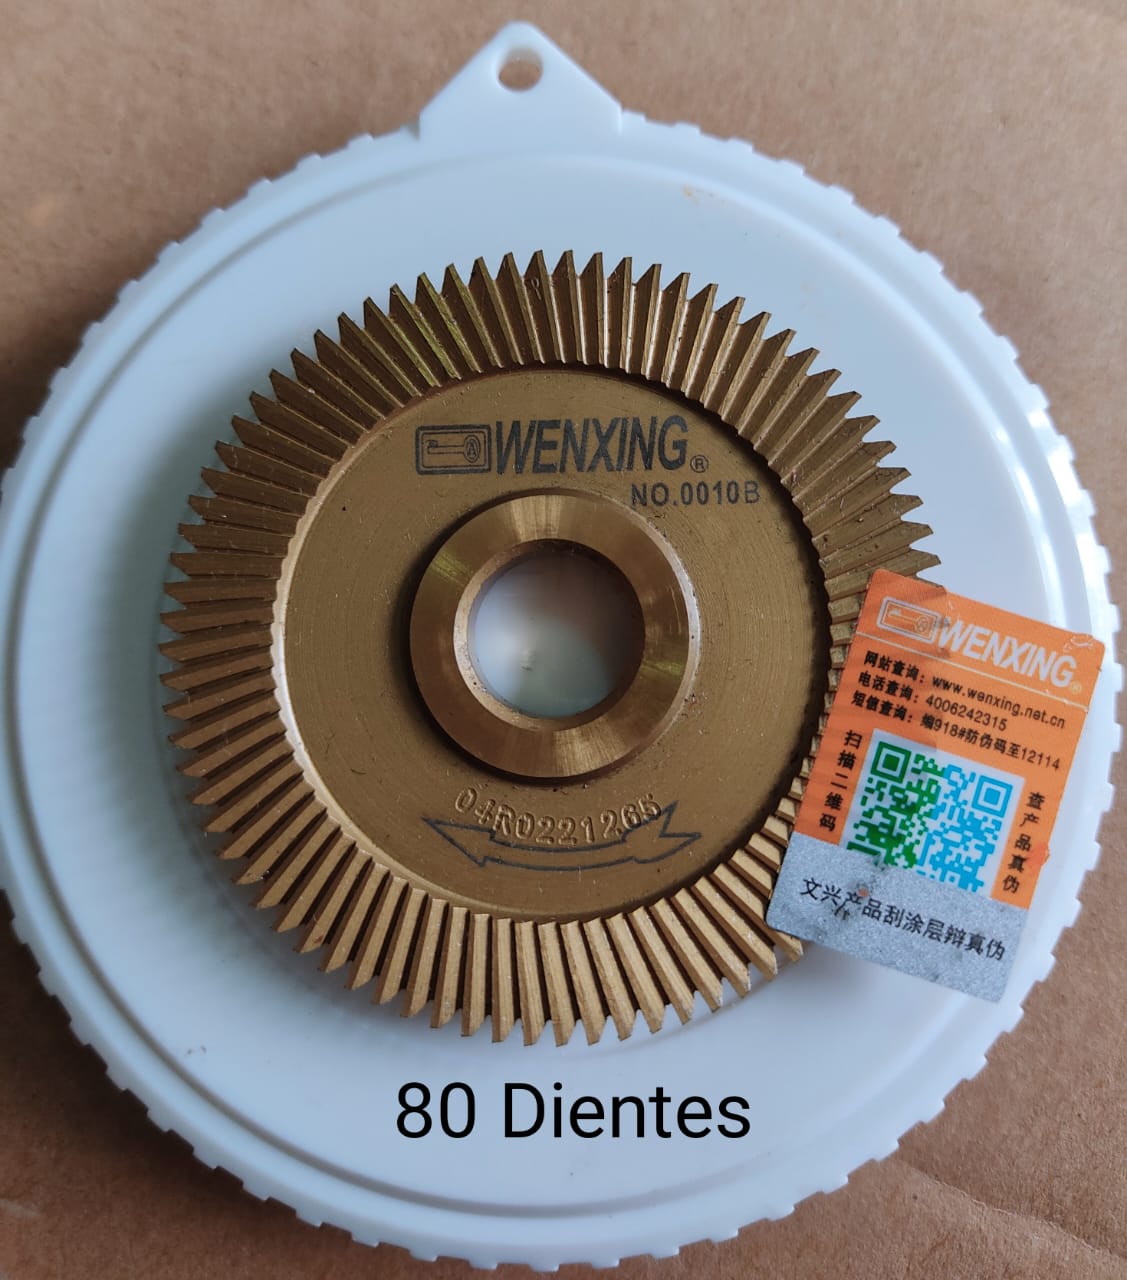 WENXING®
NO.0010B
04R0221265
WENXING®
网站查询：www.wenxing.net.cn
电话查询：4006242315
短信查询：编918#防伪码至12114
扫描二维码
查产品真伪
文兴产品刮涂层辩真伪
80 Dientes